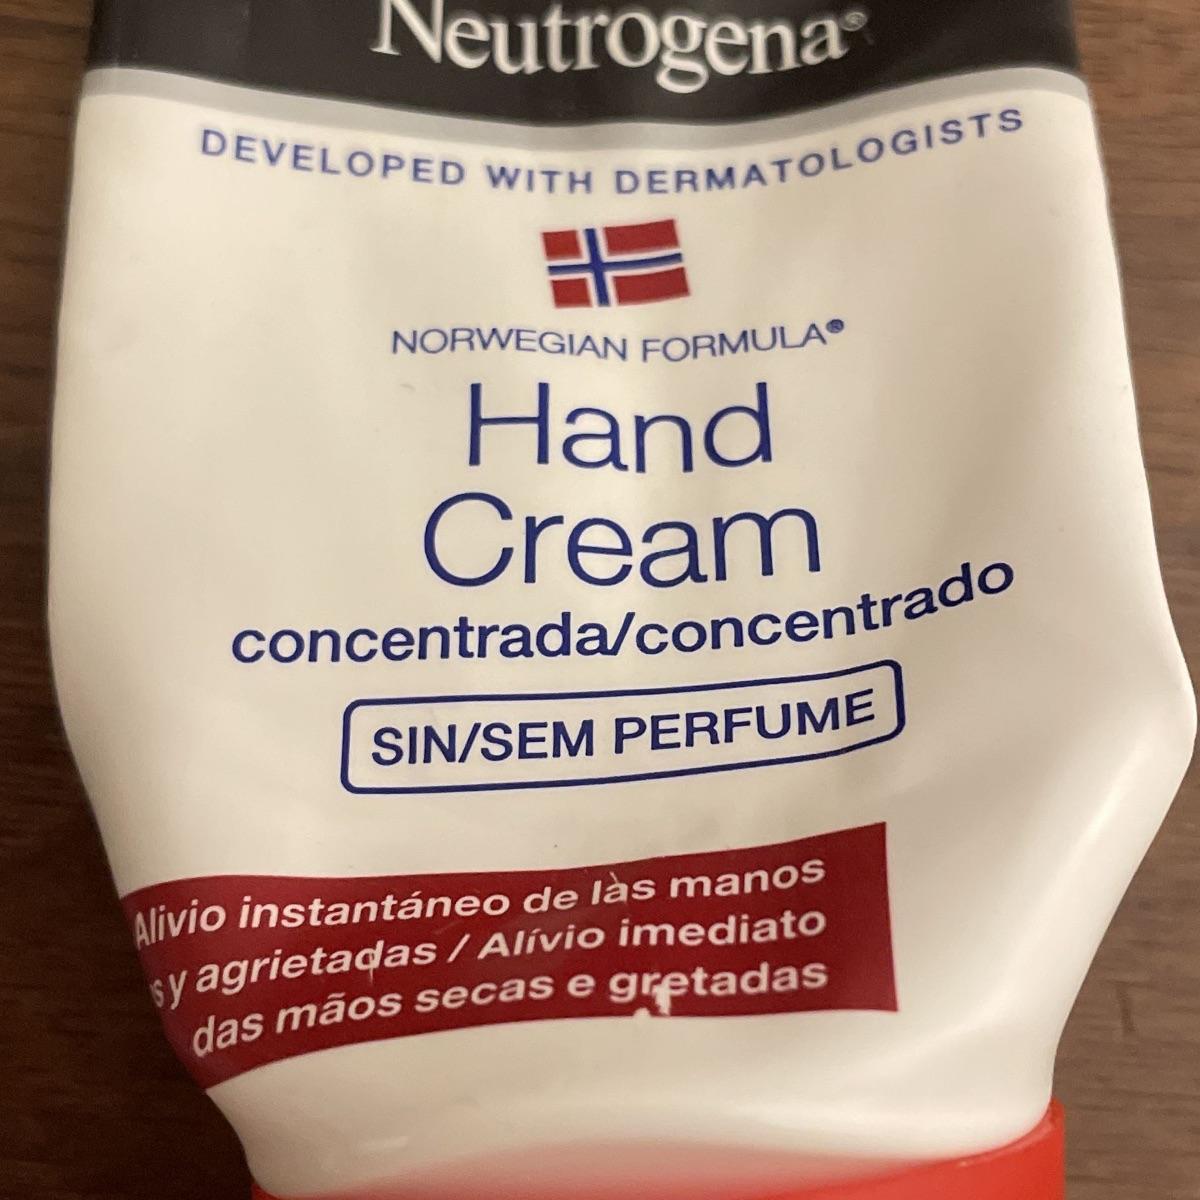 Neutrogena®
DEVELOPED WITH DERMATOLOGISTS
NORWEGIAN FORMULA®
Hand
Cream
concentrada/concentrado
SIN/SEM PERFUME
Alivio instantáneo de las manos
y agrietadas / Alívio imediato
das mãos secas e gretadas